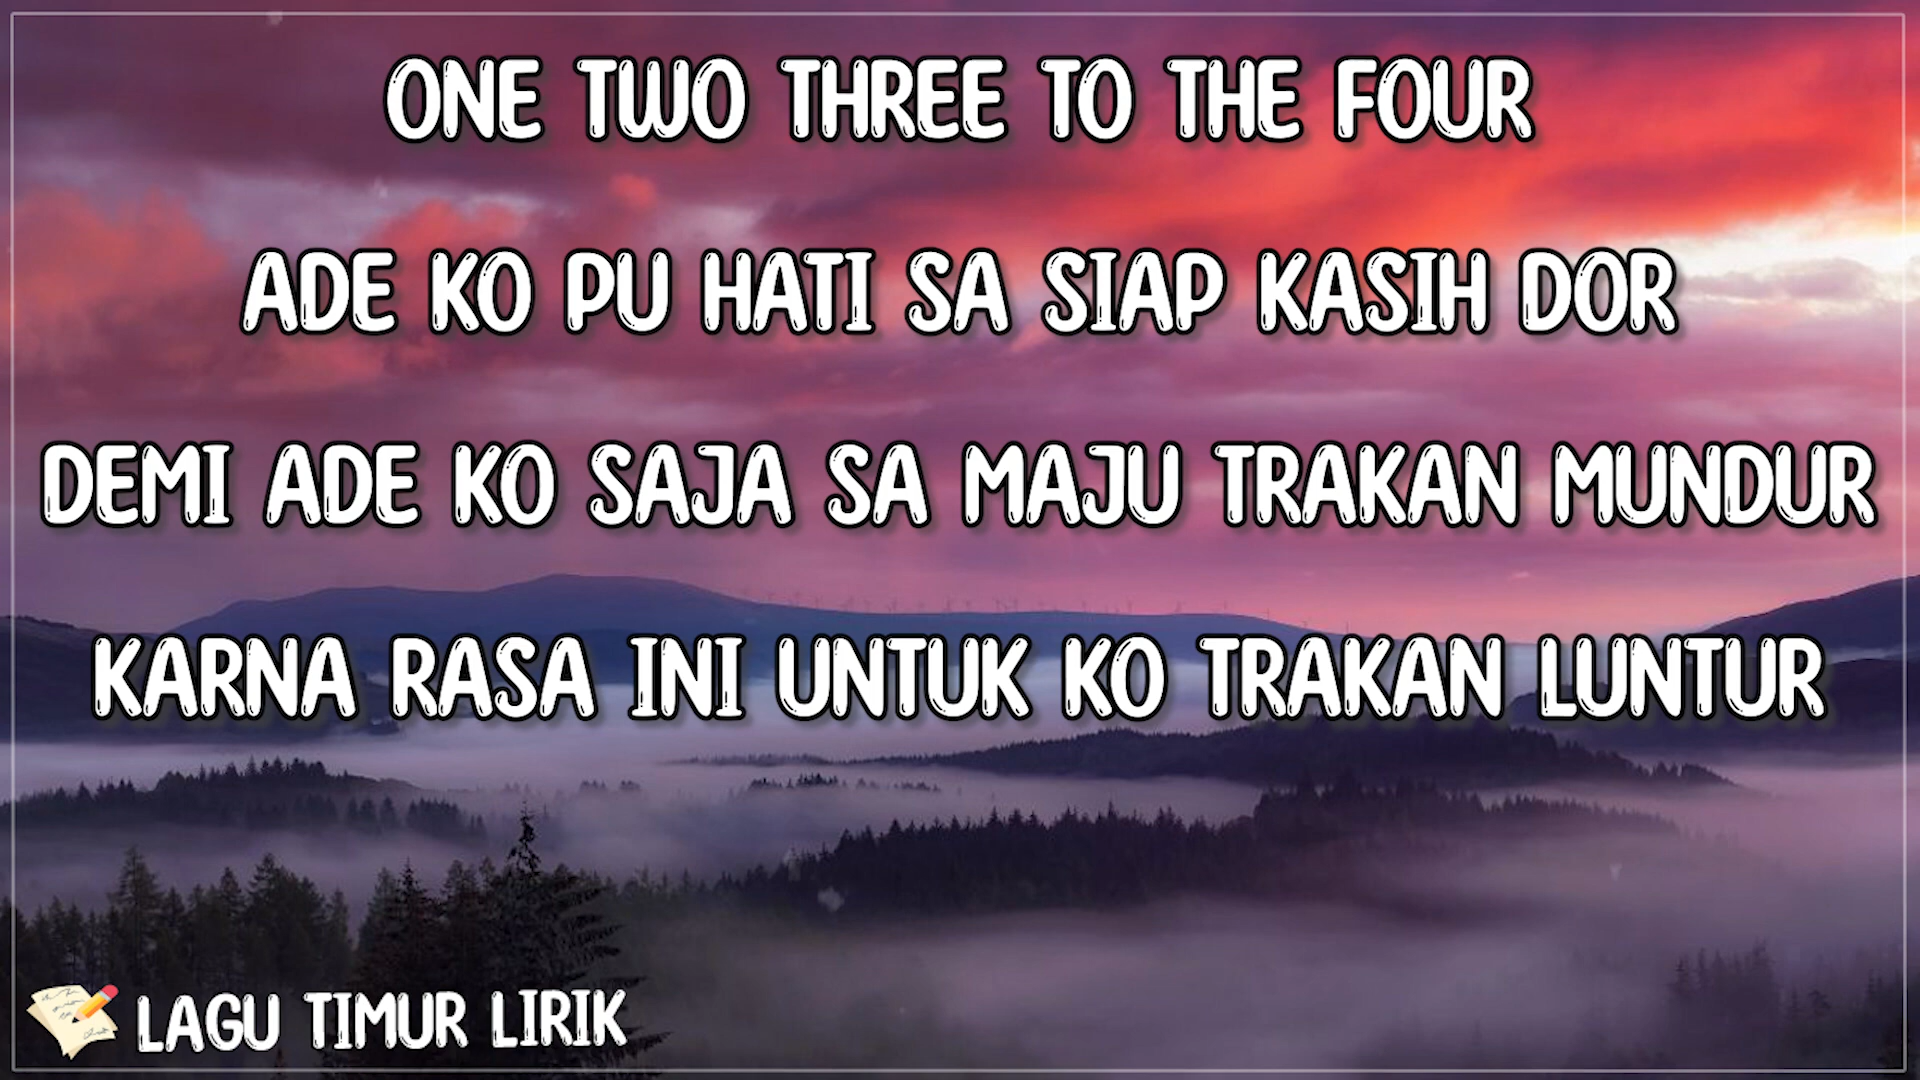 ONE TWO THREE TO THE FOUR
ADE KO PU HATI SA SIAP KASIH DOR
DEMI ADE KO SAJA SA MAJU TRAKAN MUNDUR
KARNA RASA INI UNTUK KO TRAKAN LUNTUR
LAGU TIMUR LIRIK